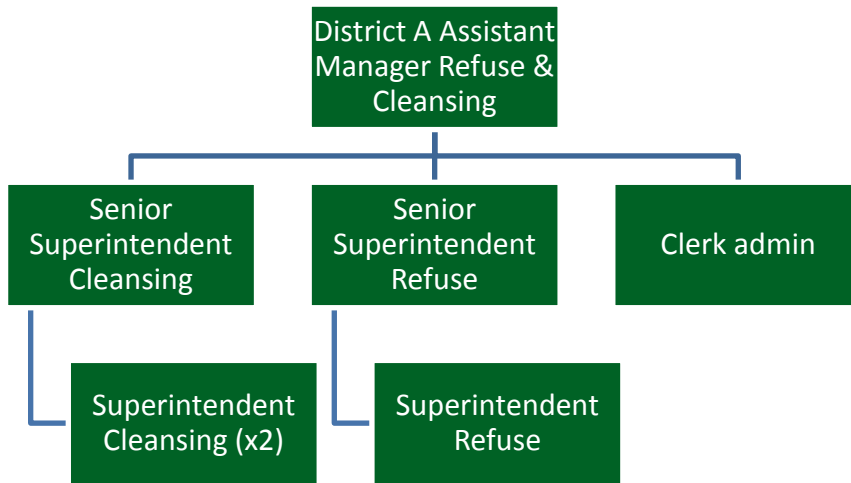 District A Assistant
Manager Refuse &
Cleansing
Senior
Superintendent
Cleansing
Senior
Superintendent
Refuse
Clerk admin
Superintendent
Cleansing (x2)
Superintendent
Refuse